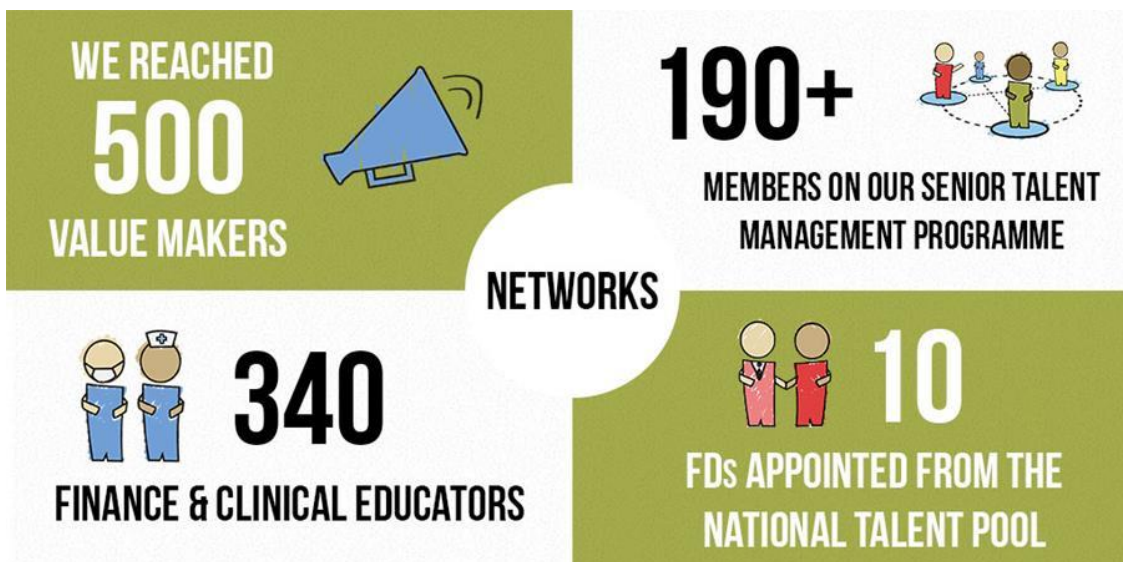 WE REACHED
500
VALUE MAKERS
190+
MEMBERS ON OUR SENIOR TALENT
MANAGEMENT PROGRAMME
NETWORKS
340
FINANCE & CLINICAL EDUCATORS
10
FDs APPOINTED FROM THE
NATIONAL TALENT POOL